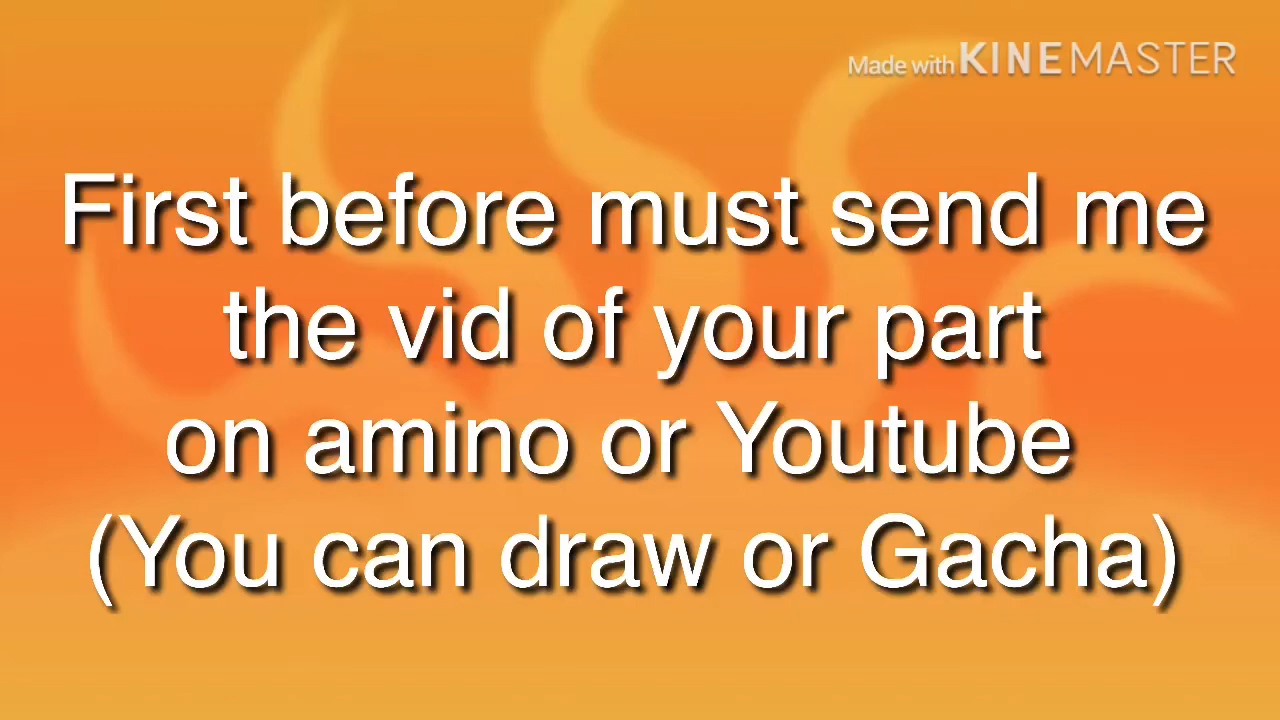 Made with KINEMASTER
First before must send me
the vid of your part
on amino or Youtube
(You can draw or Gacha)